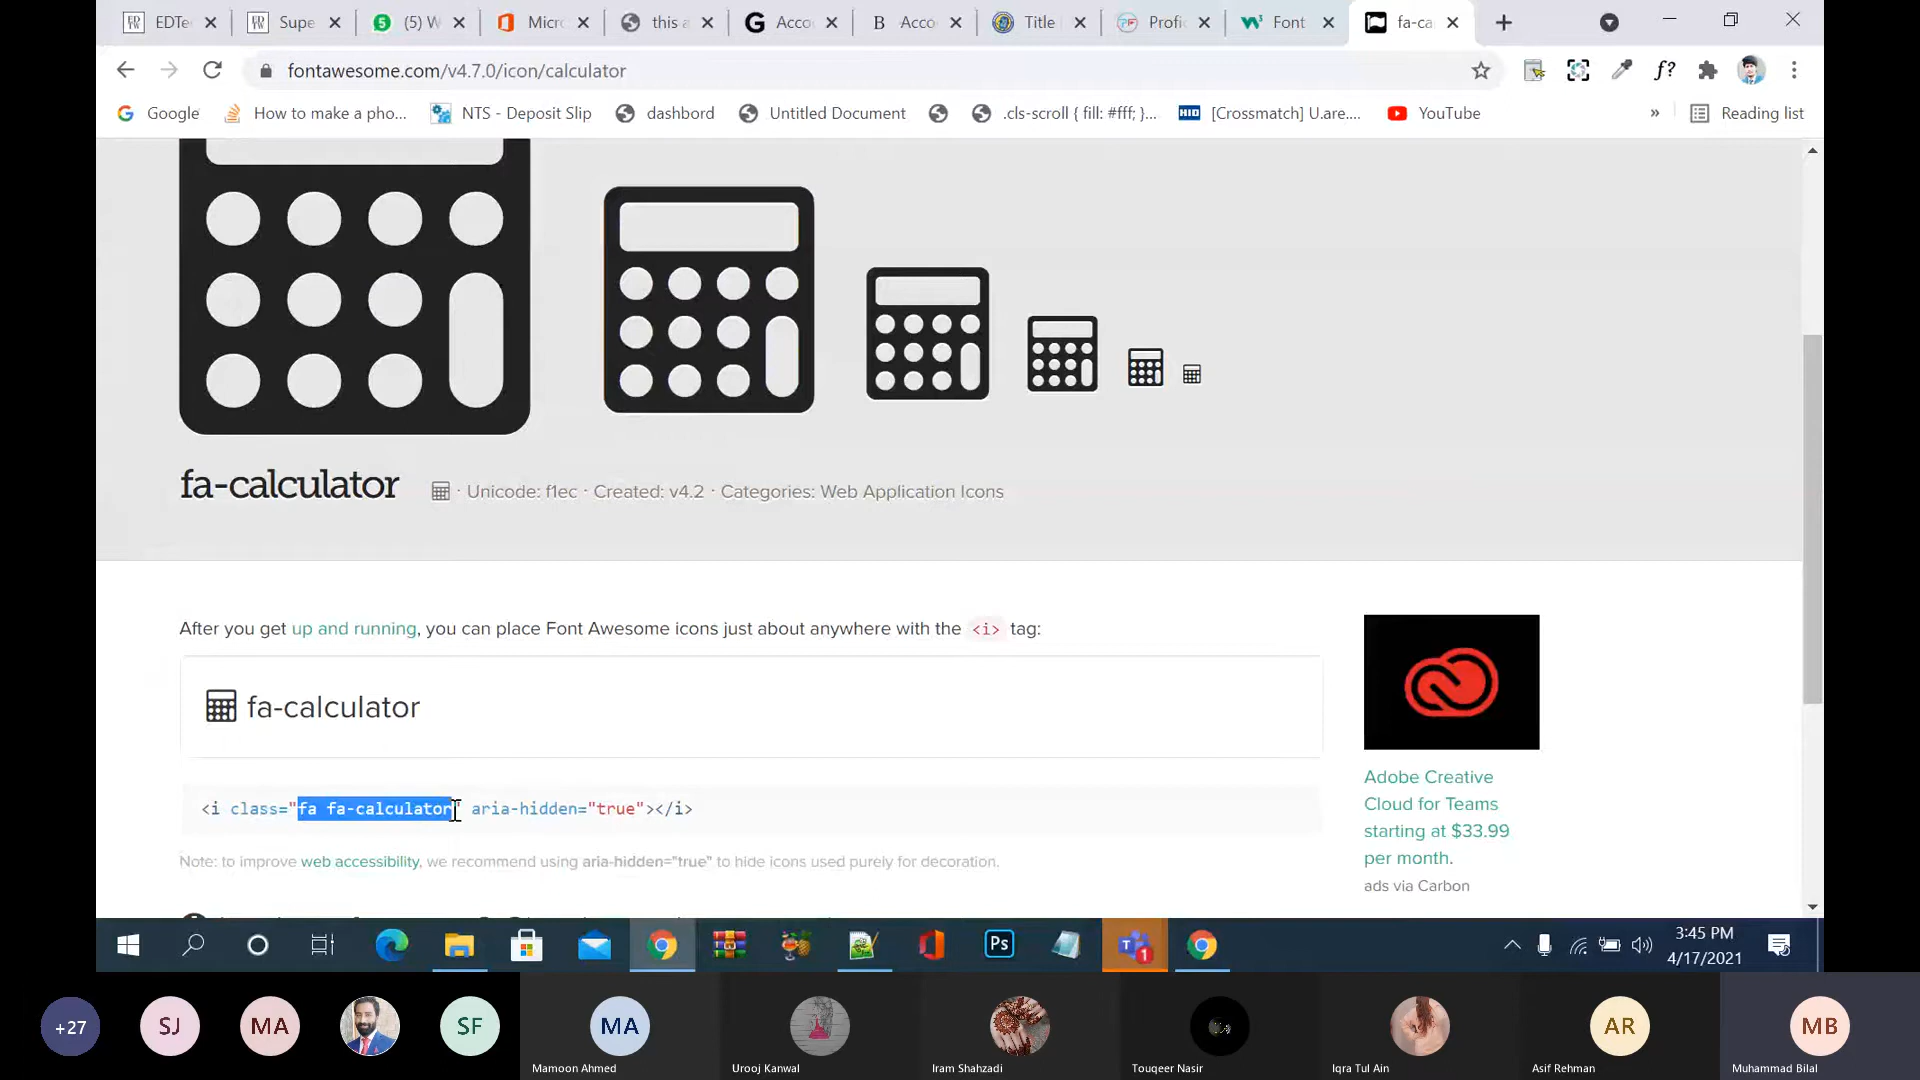 EDTe
Supe
(5) W
Micro
this a
Acco
Acco
Title
Profic
Font
fa-ca
fontawesome.com/v4.7.0/icon/calculator
f?
Google
How to make a pho...
NTS - Deposit Slip
dashbord
Untitled Document
.cls-scroll { fill: #fff; }...
HID
[Crossmatch] U.are....
YouTube
»
Reading list
fa-calculator
· Unicode: f1ec · Created: v4.2 · Categories: Web Application Icons
After you get up and running, you can place Font Awesome icons just about anywhere with the <i> tag:
fa-calculator
<i class="fa fa-calculator" aria-hidden="true"></i>
Note: to improve web accessibility, we recommend using aria-hidden="true" to hide icons used purely for decoration.
Adobe Creative
Cloud for Teams
starting at $33.99
per month.
ads via Carbon
Ps
1
3:45 PM
4/17/2021
+27
SJ
MA
SF
MA
AR
MB
Mamoon Ahmed
Urooj Kanwal
Iram Shahzadi
Touqeer Nasir
Iqra Tul Ain
Asif Rehman
Muhammad Bilal